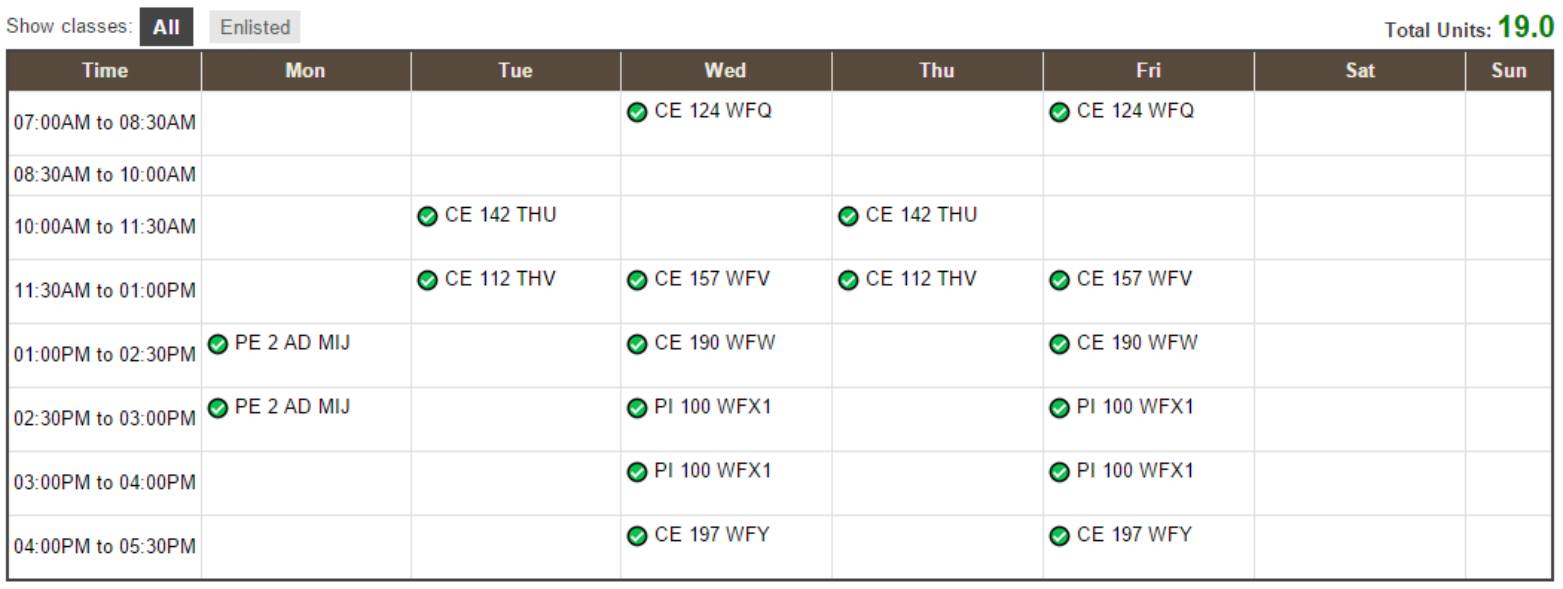 Show classes: All Enlisted Total Units: 19.0
Time Mon Tue Wed Thu Fri Sat Sun
07:00AM to 08:30AM CE 124 WFQ CE 124 WFQ
08:30AM to 10:00AM
10:00AM to 11:30AM CE 142 THU CE 142 THU
11:30AM to 01:00PM CE 112 THV CE 157 WFV CE 112 THV CE 157 WFV
01:00PM to 02:30PM PE 2 AD MIJ CE 190 WFW CE 190 WFW
02:30PM to 03:00PM PE 2 AD MIJ PI 100 WFX1 PI 100 WFX1
03:00PM to 04:00PM PI 100 WFX1 PI 100 WFX1
04:00PM to 05:30PM CE 197 WFY CE 197 WFY